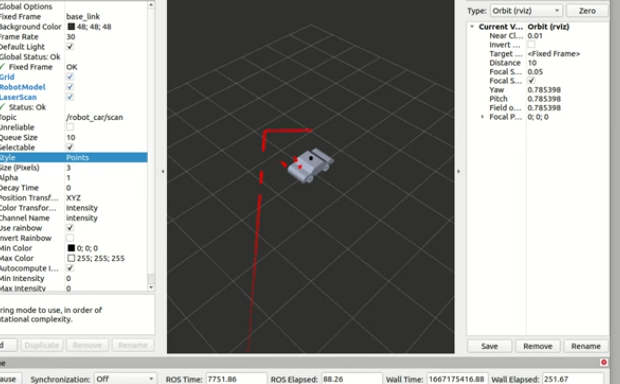 Global Options
Fixed Frame base_link
Background Color 48; 48; 48
Frame Rate 30
Default Light
Global Status: Ok
Fixed Frame OK
Grid
RobotModel
LaserScan
Status: Ok
Topic /robot_car/scan
Unreliable
Queue Size 10
Selectable
Style Points
Size (Pixels) 3
Alpha 1
Decay Time 0
Position Transf... XYZ
Color Transfor... Intensity
Channel Name intensity
Use rainbow
Invert Rainbow
Min Color 0; 0; 0
Max Color 255; 255; 255
Autocompute I... 
Min Intensity 0
Max Intensity 0
ring mode to use, in order of
utational complexity.
d Duplicate Remove Rename
Type: Orbit (rviz) Zero
Current V... Orbit (rviz)
Near Cl... 0.01
Invert ...
Target ... <Fixed Frame>
Distance 10
Focal S... 0.05
Focal S...
Yaw 0.785398
Pitch 0.785398
Field o... 0.785398
Focal P... 0; 0; 0
Save Remove Rename
e
ause Synchronization: Off ROS Time: 7751.86 ROS Elapsed: 88.26 Wall Time: 1667175416.88 Wall Elapsed: 251.67